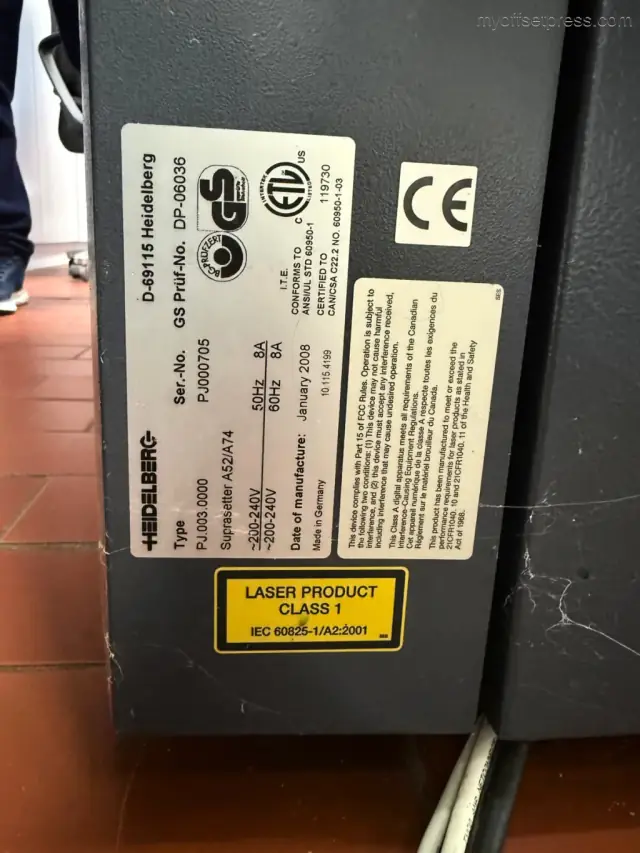 myoffsetpress.com
HEIDELBERG
D-69115 Heidelberg
Type Ser.-No. GS Prüf-No. DP-06036
PJ.003.0000 PJ000705
Suprasetter A52/A74
~200-240V 50Hz 8A
~200-240V 60Hz 8A
Date of manufacture: January 2008
Made in Germany 10.115.4199
BG-PRÜFZERT
GS
INTERTEK
ETL
LISTED
C US
I.T.E.
CONFORMS TO
ANSI/UL STD 60950-1
CERTIFIED TO 119730
CAN/CSA C22.2 NO. 60950-1-03
CE
This device complies with Part 15 of FCC Rules. Operation is subject to
the following two conditions: (1) This device may not cause harmful
interference, and (2) this device must accept any interference received,
including interference that may cause undesired operation.
This Class A digital apparatus meets all requirements of the Canadian
Interference-Causing Equipment Regulations.
Cet appareil numérique de la classe A respecte toutes les exigences du
Règlement sur le matériel brouilleur du Canada.
This product has been manufactured to meet or exceed the
performance requirements for laser products as stated in
21CFR1040, 10 and 21CFR1040, 11 of the Health and Safety
Act of 1968.
LASER PRODUCT
CLASS 1
IEC 60825-1/A2:2001